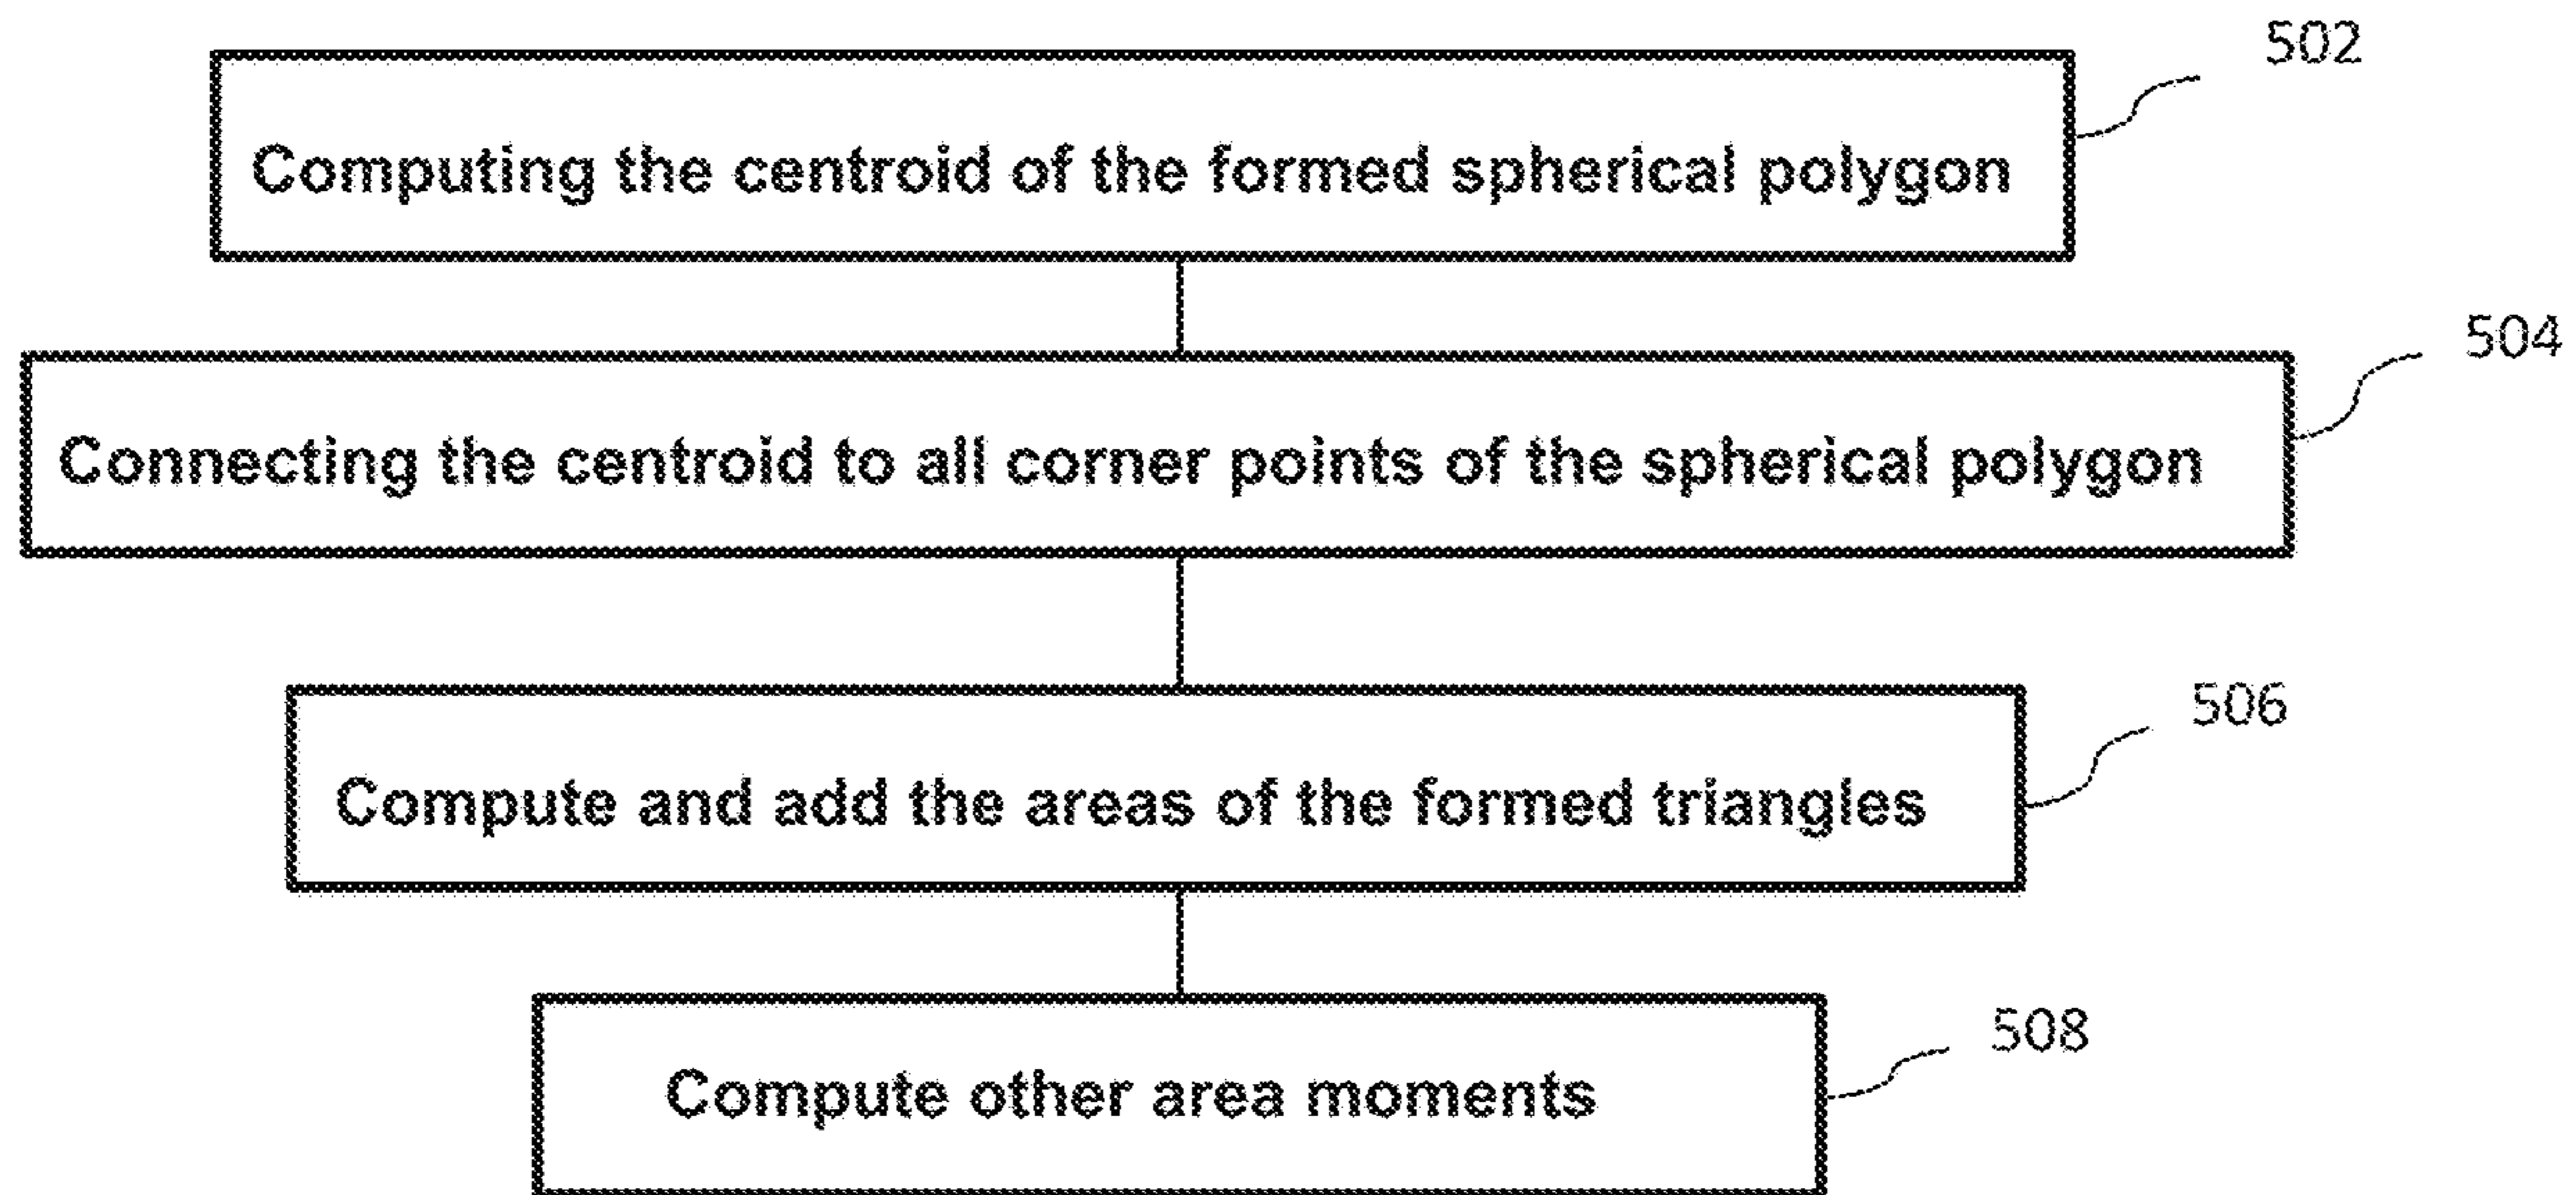 502
Computing the centroid of the formed spherical polygon
504
Connecting the centroid to all corner points of the spherical polygon
506
Compute and add the areas of the formed triangles
508
Compute other area moments